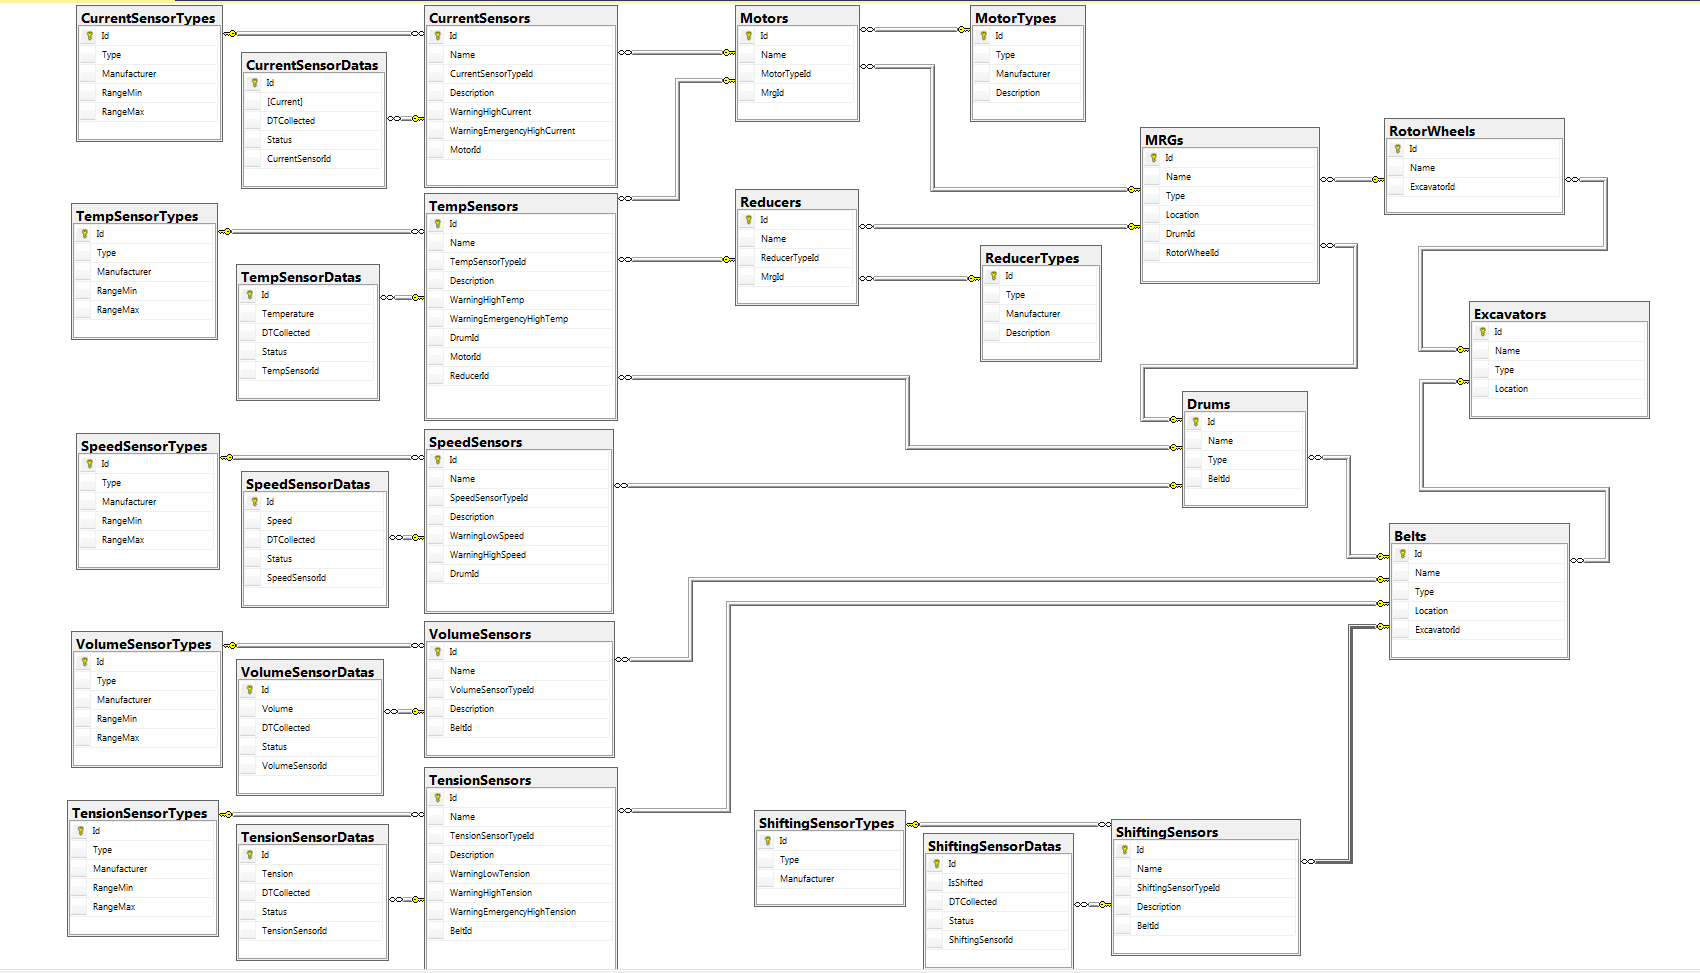 CurrentSensorTypes
Id
Type
Manufacturer
RangeMin
RangeMax
CurrentSensorDatas
Id
[Current]
DTCollected
Status
CurrentSensorId
CurrentSensors
Id
Name
CurrentSensorTypeId
Description
WarningHighCurrent
WarningEmergencyHighCurrent
MotorId
Motors
Id
Name
MotorTypeId
MrgId
MotorTypes
Id
Type
Manufacturer
Description
MRGs
Id
Name
Type
Location
DrumId
RotorWheelId
RotorWheels
Id
Name
ExcavatorId
TempSensorTypes
Id
Type
Manufacturer
RangeMin
RangeMax
TempSensorDatas
Id
Temperature
DTCollected
Status
TempSensorId
TempSensors
Id
Name
TempSensorTypeId
Description
WarningHighTemp
WarningEmergencyHighTemp
DrumId
MotorId
ReducerId
Reducers
Id
Name
ReducerTypeId
MrgId
ReducerTypes
Id
Type
Manufacturer
Description
Excavators
Id
Name
Type
Location
Drums
Id
Name
Type
BeltId
SpeedSensorTypes
Id
Type
Manufacturer
RangeMin
RangeMax
SpeedSensorDatas
Id
Speed
DTCollected
Status
SpeedSensorId
SpeedSensors
Id
Name
SpeedSensorTypeId
Description
WarningLowSpeed
WarningHighSpeed
DrumId
Belts
Id
Name
Type
Location
ExcavatorId
VolumeSensorTypes
Id
Type
Manufacturer
RangeMin
RangeMax
VolumeSensorDatas
Id
Volume
DTCollected
Status
VolumeSensorId
VolumeSensors
Id
Name
VolumeSensorTypeId
Description
BeltId
TensionSensorTypes
Id
Type
Manufacturer
RangeMin
RangeMax
TensionSensorDatas
Id
Tension
DTCollected
Status
TensionSensorId
TensionSensors
Id
Name
TensionSensorTypeId
Description
WarningLowTension
WarningHighTension
WarningEmergencyHighTension
BeltId
ShiftingSensorTypes
Id
Type
Manufacturer
ShiftingSensorDatas
Id
IsShifted
DTCollected
Status
ShiftingSensorId
ShiftingSensors
Id
Name
ShiftingSensorTypeId
Description
BeltId